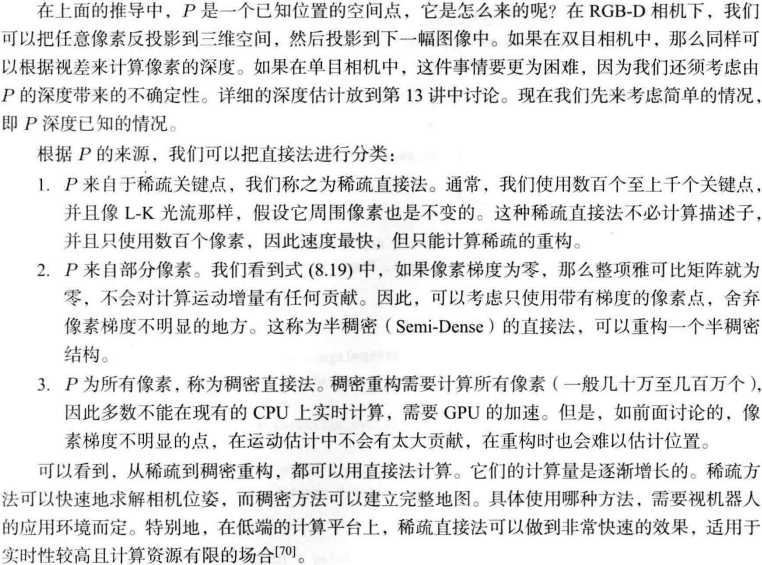 在上面的推导中，P 是一个已知位置的空间点，它是怎么来的呢？在 RGB-D 相机下，我们
可以把任意像素反投影到三维空间，然后投影到下一幅图像中。如果在双目相机中，那么同样可
以根据视差来计算像素的深度。如果在单目相机中，这件事情要更为困难，因为我们还须考虑由
P 的深度带来的不确定性。详细的深度估计放到第 13 讲中讨论。现在我们先来考虑简单的情况，
即 P 深度已知的情况。
根据 P 的来源，我们可以把直接法进行分类：
1. P 来自于稀疏关键点，我们称之为稀疏直接法。通常，我们使用数百个至上千个关键点，
并且像 L-K 光流那样，假设它周围像素也是不变的。这种稀疏直接法不必计算描述子，
并且只使用数百个像素，因此速度最快，但只能计算稀疏的重构。
2. P 来自部分像素。我们看到式 (8.19) 中，如果像素梯度为零，那么整项雅可比矩阵就为
零，不会对计算运动增量有任何贡献。因此，可以考虑只使用带有梯度的像素点，舍弃
像素梯度不明显的地方。这称为半稠密（Semi-Dense）的直接法，可以重构一个半稠密
结构。
3. P 为所有像素，称为稠密直接法。稠密重构需要计算所有像素（一般几十万至几百万个），
因此多数不能在现有的 CPU 上实时计算，需要 GPU 的加速。但是，如前面讨论的，像
素梯度不明显的点，在运动估计中不会有太大贡献，在重构时也会难以估计位置。
可以看到，从稀疏到稠密重构，都可以用直接法计算。它们的计算量是逐渐增长的。稀疏方
法可以快速地求解相机位姿，而稠密方法可以建立完整地图。具体使用哪种方法，需要视机器人
的应用环境而定。特别地，在低端的计算平台上，稀疏直接法可以做到非常快速的效果，适用于
实时性较高且计算资源有限的场合[70]。